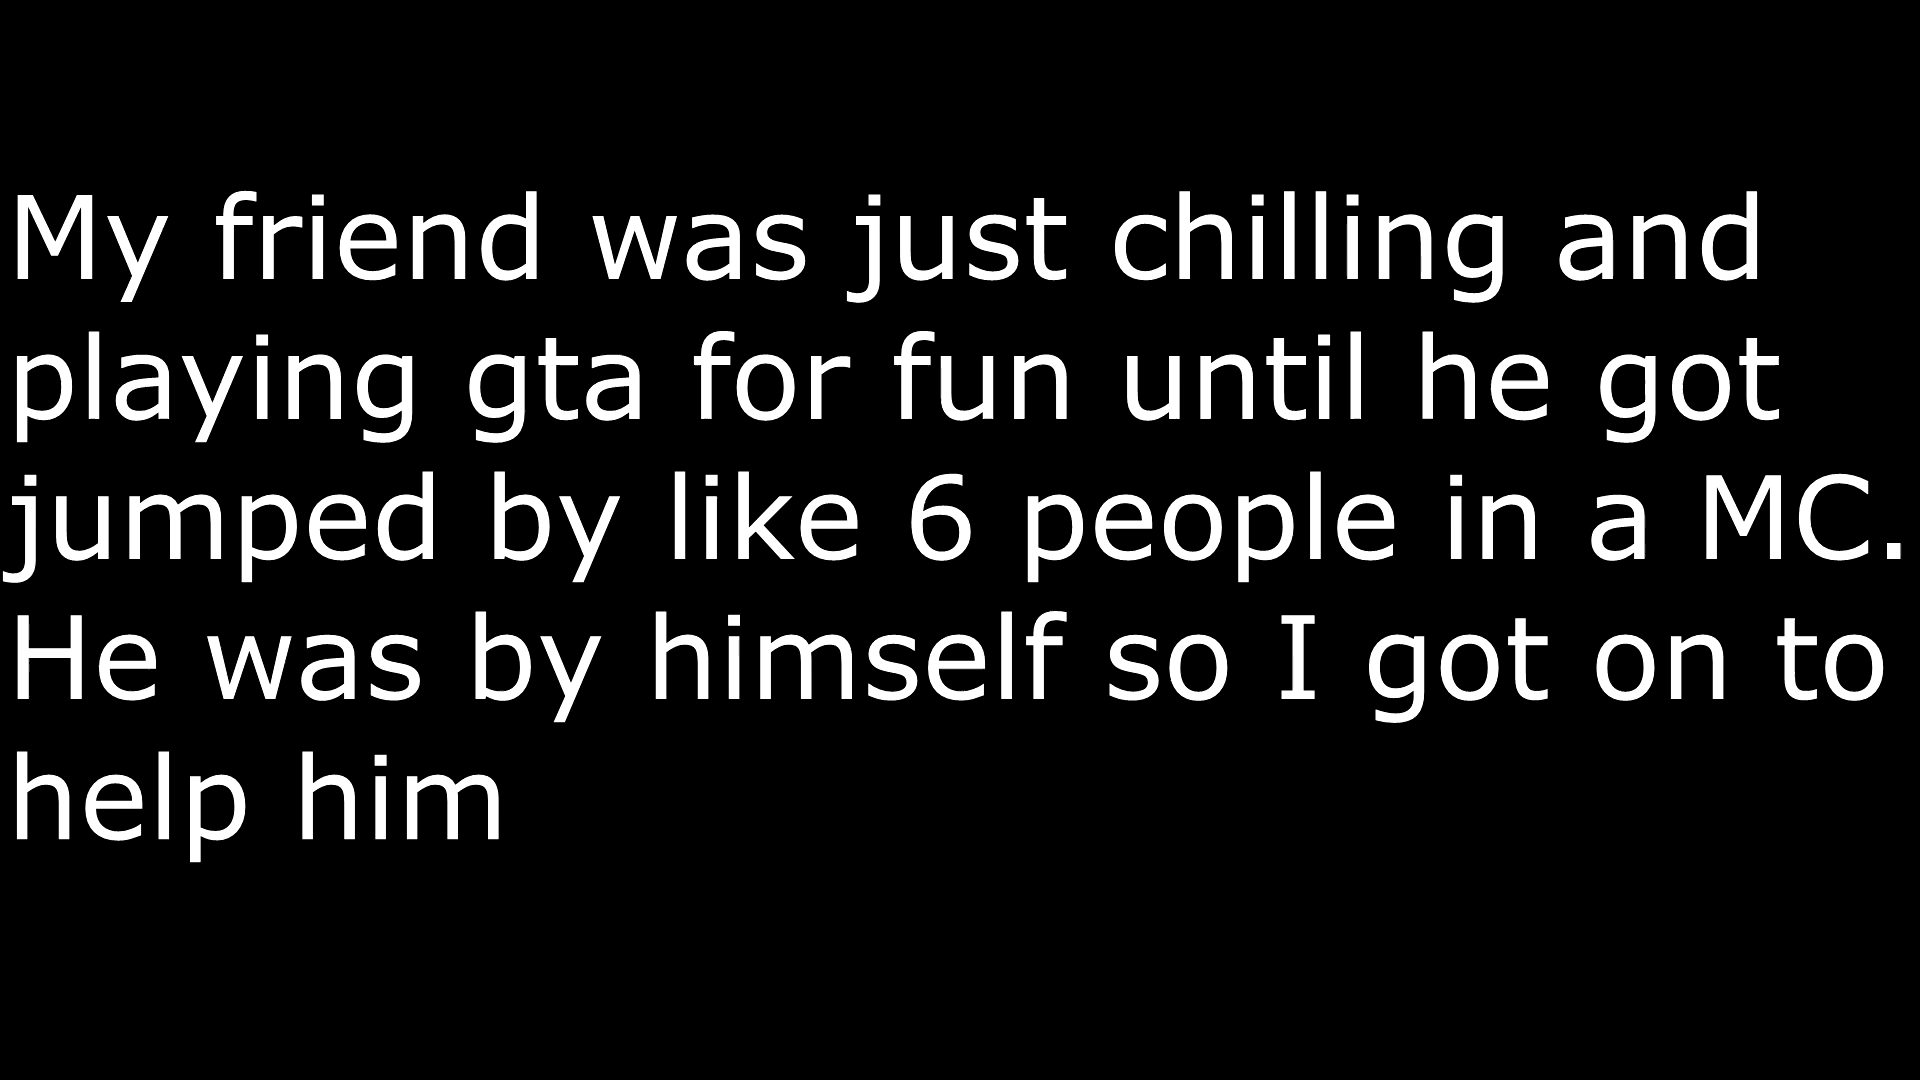 My friend was just chilling and
playing gta for fun until he got
jumped by like 6 people in a MC.
He was by himself so I got on to
help him